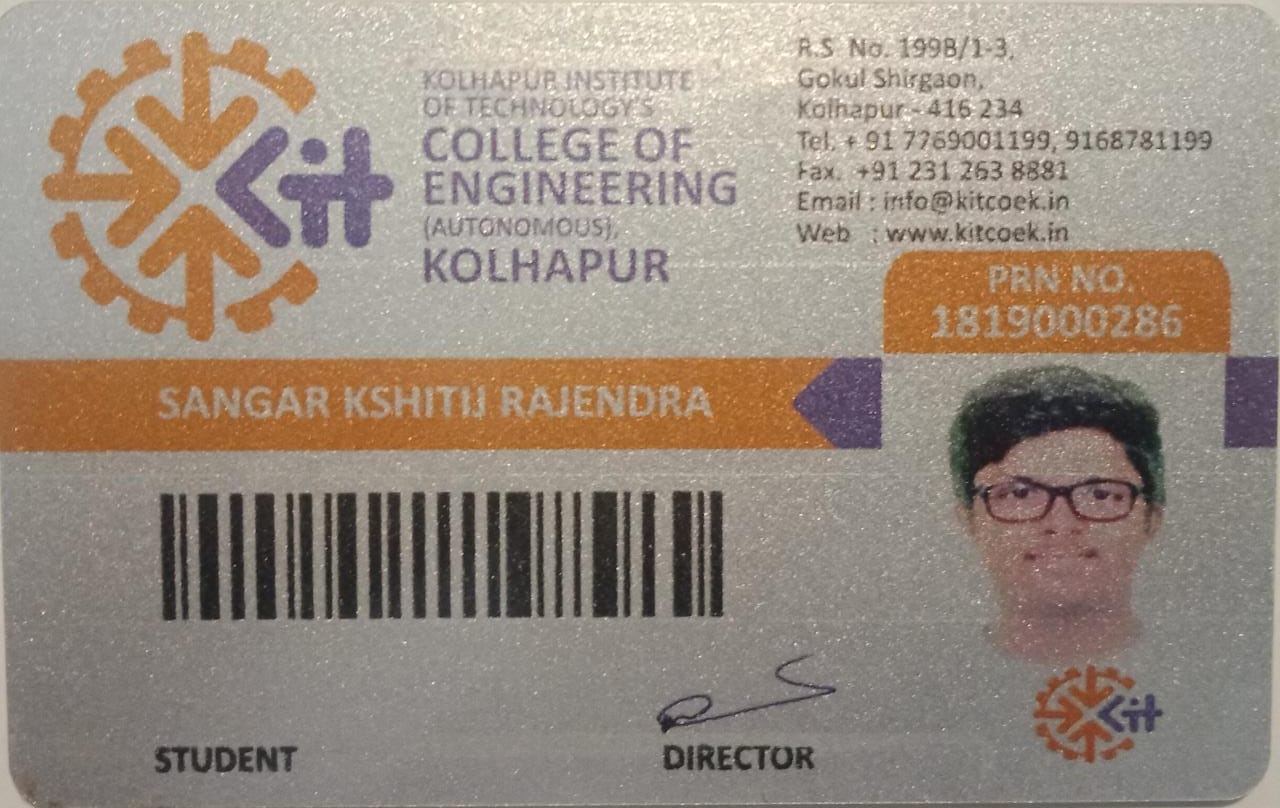 Kit
KOLHAPUR INSTITUTE
OF TECHNOLOGY'S
COLLEGE OF
ENGINEERING
(AUTONOMOUS),
KOLHAPUR
R.S No. 199B/1-3,
Gokul Shirgaon,
Kolhapur - 416 234
Tel. + 91 7769001199, 9168781199
Fax. +91 231 263 8881
Email : info@kitcoek.in
Web : www.kitcoek.in
PRN NO.
1819000286
SANGAR KSHITIJ RAJENDRA
Kit
STUDENT
DIRECTOR